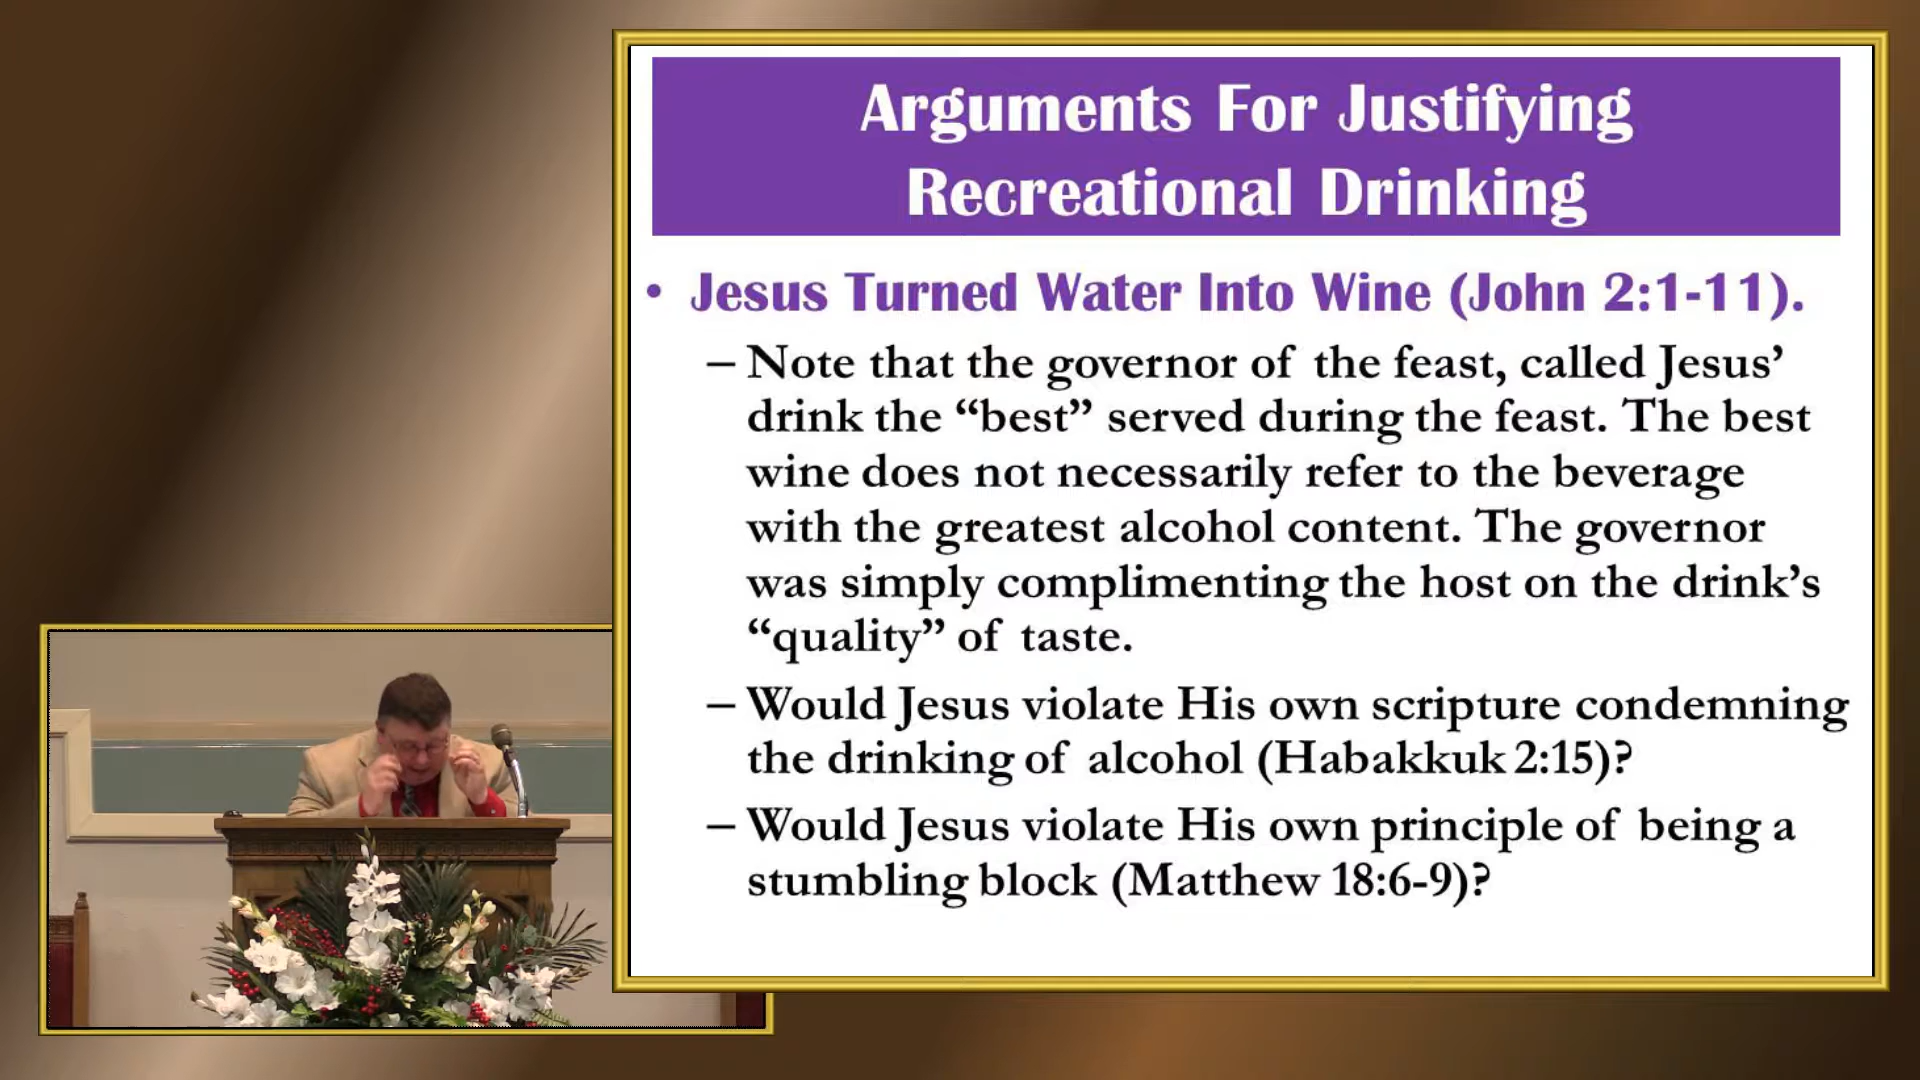 Arguments For Justifying
Recreational Drinking
• Jesus Turned Water Into Wine (John 2:1-11).
– Note that the governor of the feast, called Jesus’
drink the “best” served during the feast. The best
wine does not necessarily refer to the beverage
with the greatest alcohol content. The governor
was simply complimenting the host on the drink’s
“quality” of taste.
– Would Jesus violate His own scripture condemning
the drinking of alcohol (Habakkuk 2:15)?
– Would Jesus violate His own principle of being a
stumbling block (Matthew 18:6-9)?